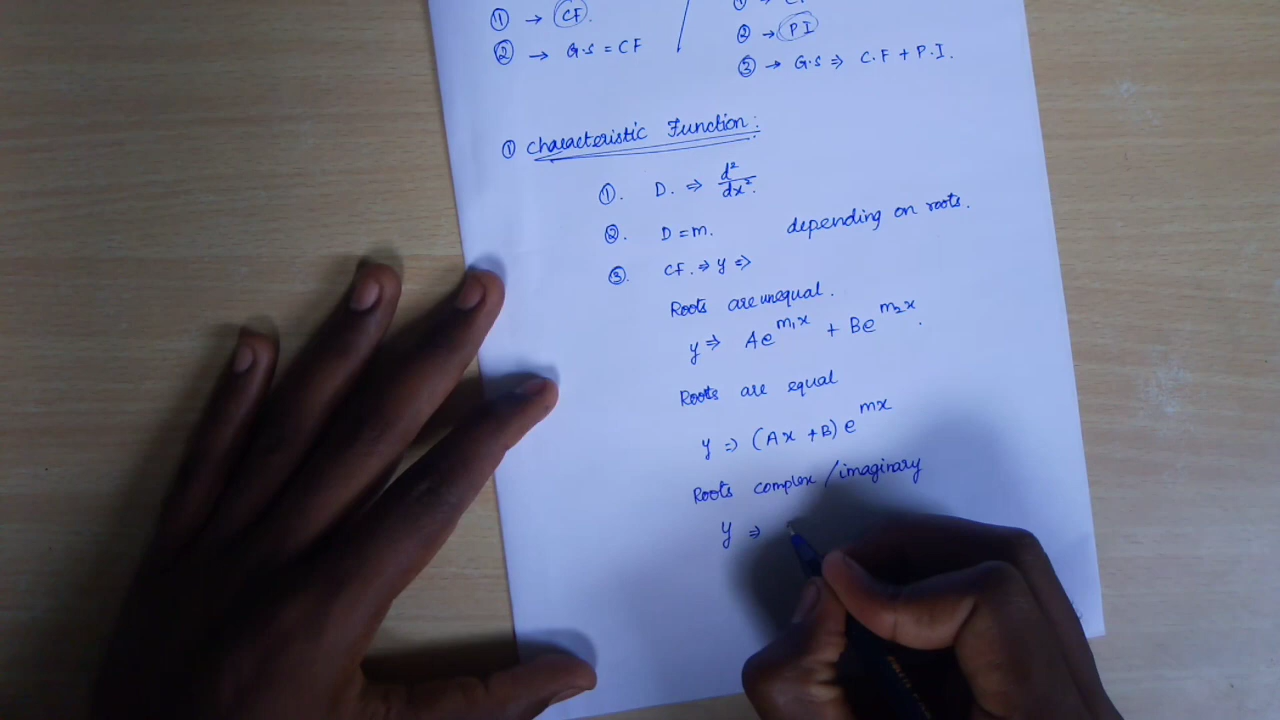 ① → CF.
② → G.S = CF
② → PI
③ → G.S ⇒ C.F + P.I.
① Characteristic Function:
①. D. ⇒ d²/dx².
②. D = m. depending on roots.
③. CF. ⇒ y ⇒
Roots are unequal.
y ⇒ Ae^m₁x + Be^m₂x.
Roots are equal
y ⇒ (Ax + B) e^mx
Roots complex/imaginary
y ⇒